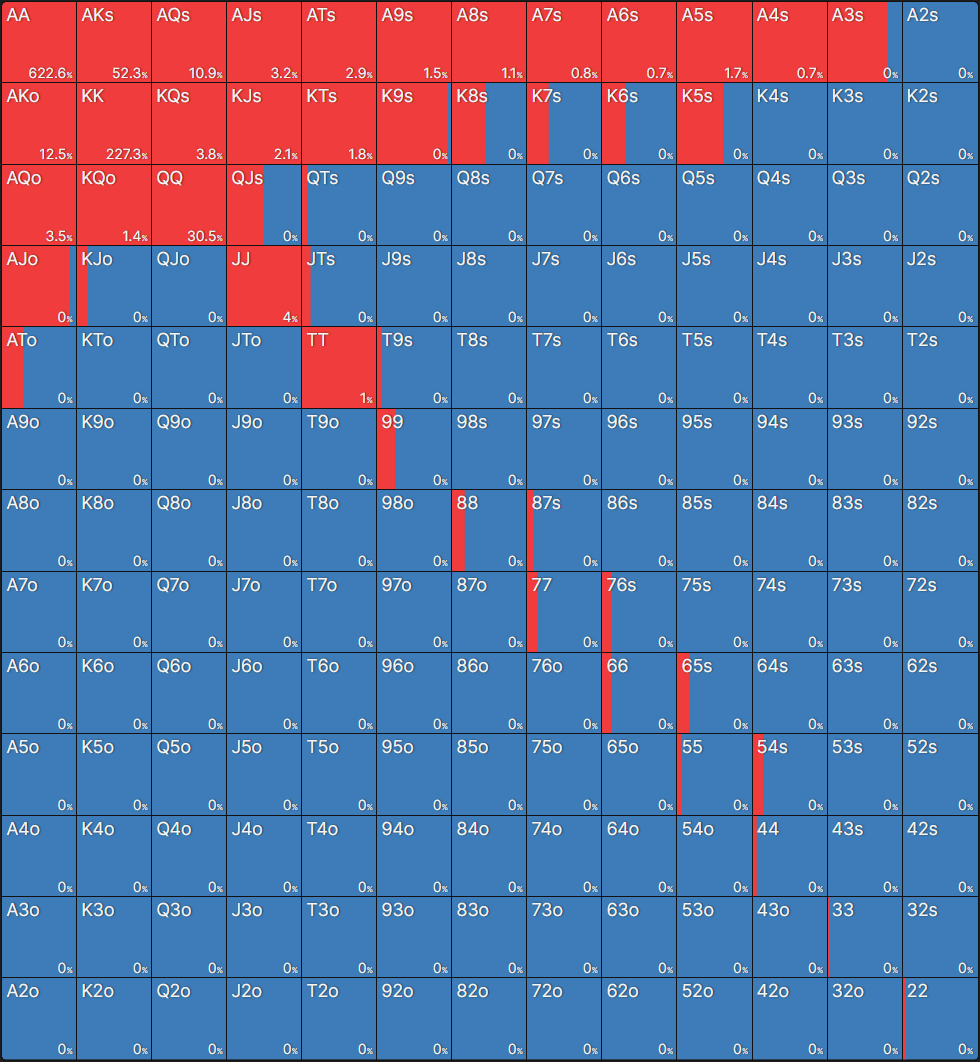 AA AKs AQs AJs ATs A9s A8s A7s A6s A5s A4s A3s A2s
622.6% 52.3% 10.9% 3.2% 2.9% 1.5% 1.1% 0.8% 0.7% 1.7% 0.7% 0% 0%
AKo KK KQs KJs KTs K9s K8s K7s K6s K5s K4s K3s K2s
12.5% 227.3% 3.8% 2.1% 1.8% 0% 0% 0% 0% 0% 0% 0% 0%
AQo KQo QQ QJs QTs Q9s Q8s Q7s Q6s Q5s Q4s Q3s Q2s
3.5% 1.4% 30.5% 0% 0% 0% 0% 0% 0% 0% 0% 0% 0%
AJo KJo QJo JJ JTs J9s J8s J7s J6s J5s J4s J3s J2s
0% 0% 0% 4% 0% 0% 0% 0% 0% 0% 0% 0% 0%
ATo KTo QTo JTo TT T9s T8s T7s T6s T5s T4s T3s T2s
0% 0% 0% 0% 1% 0% 0% 0% 0% 0% 0% 0% 0%
A9o K9o Q9o J9o T9o 99 98s 97s 96s 95s 94s 93s 92s
0% 0% 0% 0% 0% 0% 0% 0% 0% 0% 0% 0% 0%
A8o K8o Q8o J8o T8o 98o 88 87s 86s 85s 84s 83s 82s
0% 0% 0% 0% 0% 0% 0% 0% 0% 0% 0% 0% 0%
A7o K7o Q7o J7o T7o 97o 87o 77 76s 75s 74s 73s 72s
0% 0% 0% 0% 0% 0% 0% 0% 0% 0% 0% 0% 0%
A6o K6o Q6o J6o T6o 96o 86o 76o 66 65s 64s 63s 62s
0% 0% 0% 0% 0% 0% 0% 0% 0% 0% 0% 0% 0%
A5o K5o Q5o J5o T5o 95o 85o 75o 65o 55 54s 53s 52s
0% 0% 0% 0% 0% 0% 0% 0% 0% 0% 0% 0% 0%
A4o K4o Q4o J4o T4o 94o 84o 74o 64o 54o 44 43s 42s
0% 0% 0% 0% 0% 0% 0% 0% 0% 0% 0% 0% 0%
A3o K3o Q3o J3o T3o 93o 83o 73o 63o 53o 43o 33 32s
0% 0% 0% 0% 0% 0% 0% 0% 0% 0% 0% 0% 0%
A2o K2o Q2o J2o T2o 92o 82o 72o 62o 52o 42o 32o 22
0% 0% 0% 0% 0% 0% 0% 0% 0% 0% 0% 0% 0%